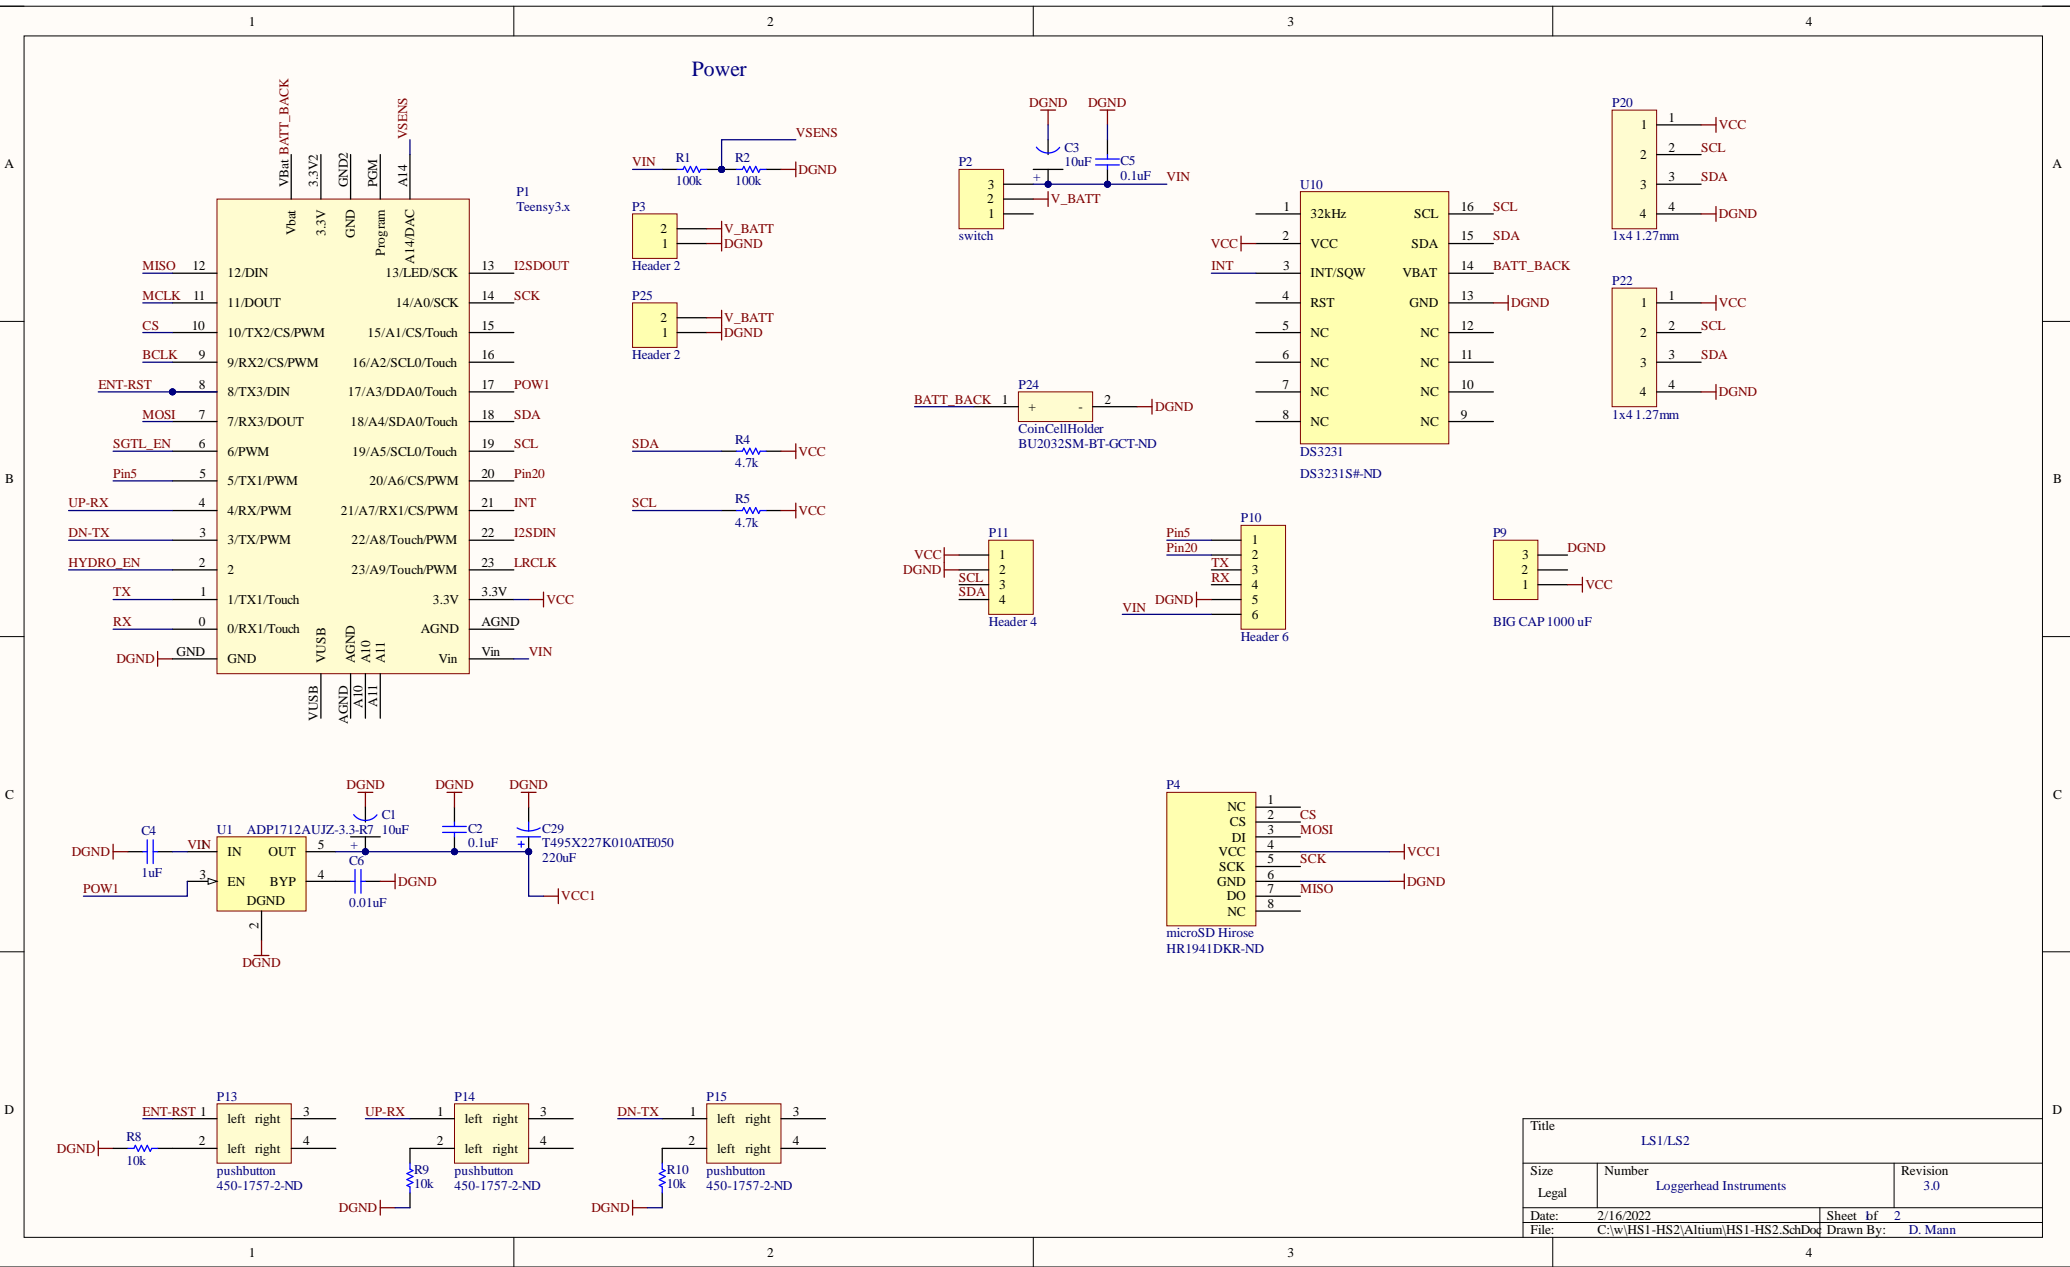 1 2 3 4
A
B
C
D
A
B
C
D
1 2 3 4
Power
P1
Teensy3.x
BATT_BACK
VSENS
VBat
3.3V2
GND2
PGM
A14
Vbat
3.3V
GND
Program
A14/DAC
MISO 12 12/DIN
MCLK 11 11/DOUT
CS 10 10/TX2/CS/PWM
BCLK 9 9/RX2/CS/PWM
ENT-RST 8 8/TX3/DIN
MOSI 7 7/RX3/DOUT
SGTL_EN 6 6/PWM
Pin5 5 5/TX1/PWM
UP-RX 4 4/RX/PWM
DN-TX 3 3/TX/PWM
HYDRO_EN 2 2
TX 1 1/TX1/Touch
RX 0 0/RX1/Touch
DGND GND GND
13/LED/SCK 13 I2SDOUT
14/A0/SCK 14 SCK
15/A1/CS/Touch 15
16/A2/SCL0/Touch 16
17/A3/DDA0/Touch 17 POW1
18/A4/SDA0/Touch 18 SDA
19/A5/SCL0/Touch 19 SCL
20/A6/CS/PWM 20 Pin20
21/A7/RX1/CS/PWM 21 INT
22/A8/Touch/PWM 22 I2SDIN
23/A9/Touch/PWM 23 LRCLK
3.3V 3.3V VCC
AGND AGND
Vin Vin VIN
VUSB
AGND
A10
A11
VUSB
AGND
A10
A11
VSENS
VIN R1 R2 DGND
100k 100k
P3
2 V_BATT
1 DGND
Header 2
P25
2 V_BATT
1 DGND
Header 2
SDA R4 VCC
4.7k
SCL R5 VCC
4.7k
DGND DGND
C3
10uF
+
C5
0.1uF
VIN
P2
3
2 V_BATT
1
switch
P24
BATT_BACK 1 + - 2 DGND
CoinCellHolder
BU2032SM-BT-GCT-ND
U10
1 32kHz SCL 16 SCL
VCC 2 VCC SDA 15 SDA
INT 3 INT/SQW VBAT 14 BATT_BACK
4 RST GND 13 DGND
5 NC NC 12
6 NC NC 11
7 NC NC 10
8 NC NC 9
DS3231
DS3231S#-ND
P20
1 1 VCC
2 2 SCL
3 3 SDA
4 4 DGND
1x4 1.27mm
P22
1 1 VCC
2 2 SCL
3 3 SDA
4 4 DGND
1x4 1.27mm
P11
VCC 1
DGND 2
SCL 3
SDA 4
Header 4
P10
Pin5 1
Pin20 2
TX 3
RX 4
DGND 5
VIN 6
Header 6
P9
3 DGND
2
1 VCC
BIG CAP 1000 uF
DGND DGND DGND
C4
DGND
1uF
VIN
U1 ADP1712AUJZ-3.3-R7
IN OUT 5
POW1 3 EN BYP 4
DGND
2
DGND
C1
10uF
+
C2
0.1uF
C29
T495X227K010ATE050
220uF
+
C6
DGND
0.01uF
VCC1
P4
NC 1
CS 2 CS
DI 3 MOSI
VCC 4 VCC1
SCK 5 SCK
GND 6 DGND
DO 7 MISO
NC 8
microSD Hirose
HR1941DKR-ND
P13
ENT-RST 1 left right 3
DGND R8 2 left right 4
10k
pushbutton
450-1757-2-ND
P14
UP-RX 1 left right 3
2 left right 4
R9
10k
pushbutton
450-1757-2-ND
DGND
P15
DN-TX 1 left right 3
2 left right 4
R10
10k
pushbutton
450-1757-2-ND
DGND
Title
LS1/LS2
Size Number Revision
Legal Loggerhead Instruments 3.0
Date: 2/16/2022 Sheet 1 of 2
File: C:\w\HS1-HS2\Altium\HS1-HS2.SchDoc Drawn By: D. Mann